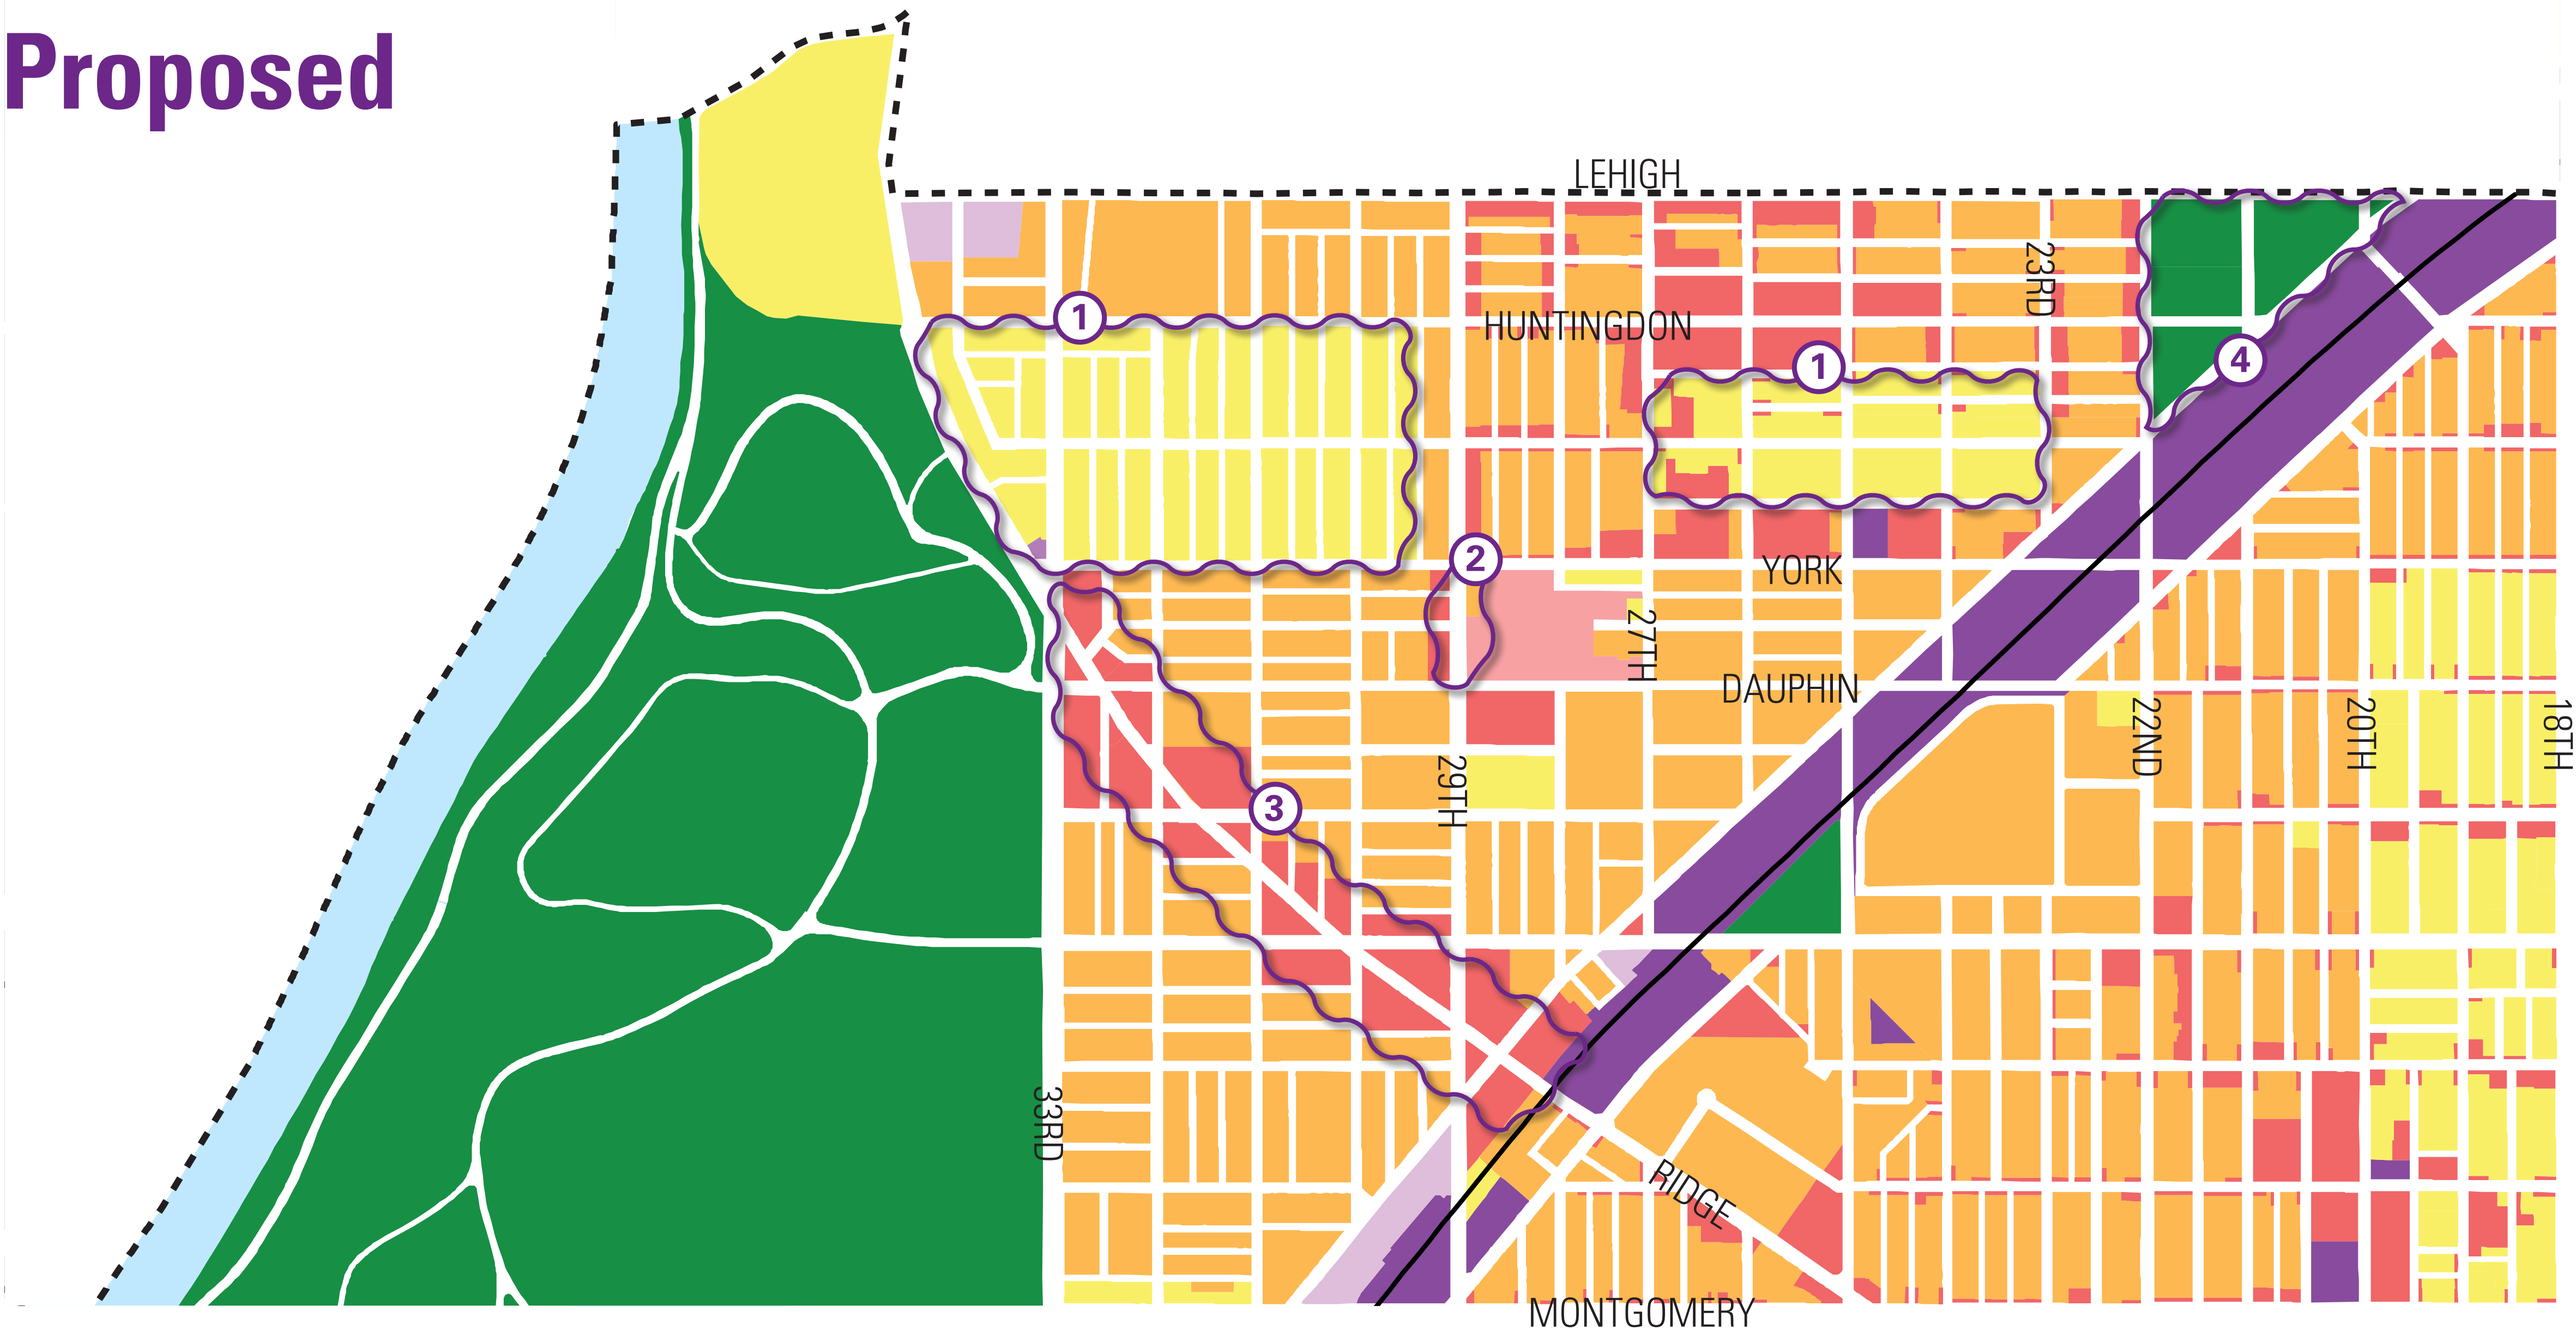 Proposed
LEHIGH
23RD
1
HUNTINGDON
1
4
2
YORK
27TH
DAUPHIN
22ND
20TH
18TH
29TH
3
33RD
RIDGE
MONTGOMERY